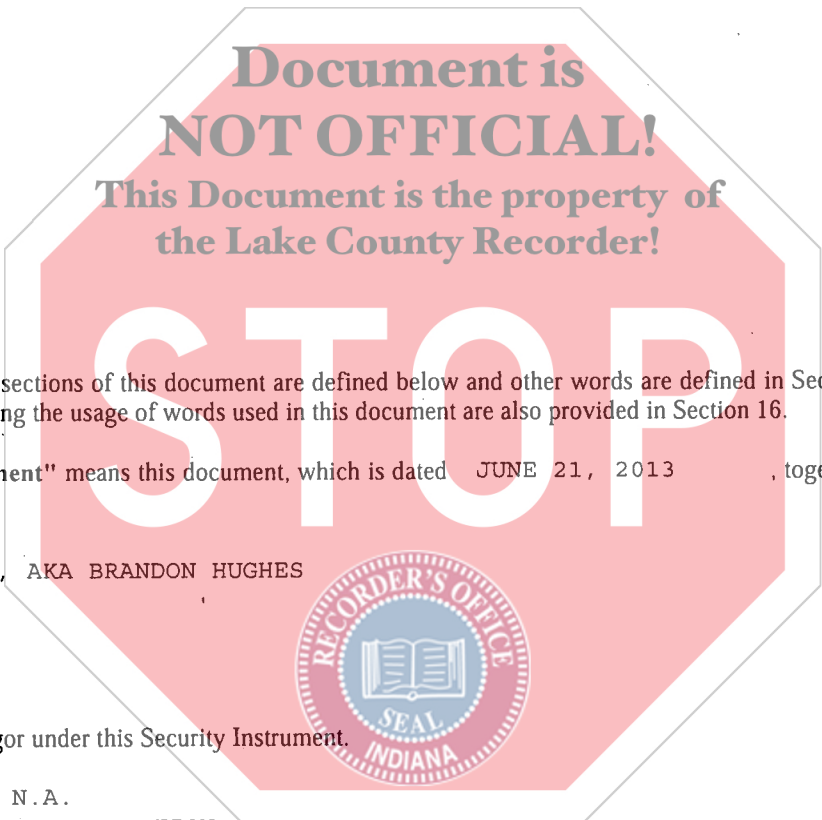 Document is
NOT OFFICIAL!
This Document is the property of
the Lake County Recorder!
STOP
sections of this document are defined below and other words are defined in Sec
ng the usage of words used in this document are also provided in Section 16.
ent" means this document, which is dated JUNE 21, 2013 , toge
, AKA BRANDON HUGHES
RECORDER'S OFFICE
SEAL
INDIANA
gor under this Security Instrument.
N.A.